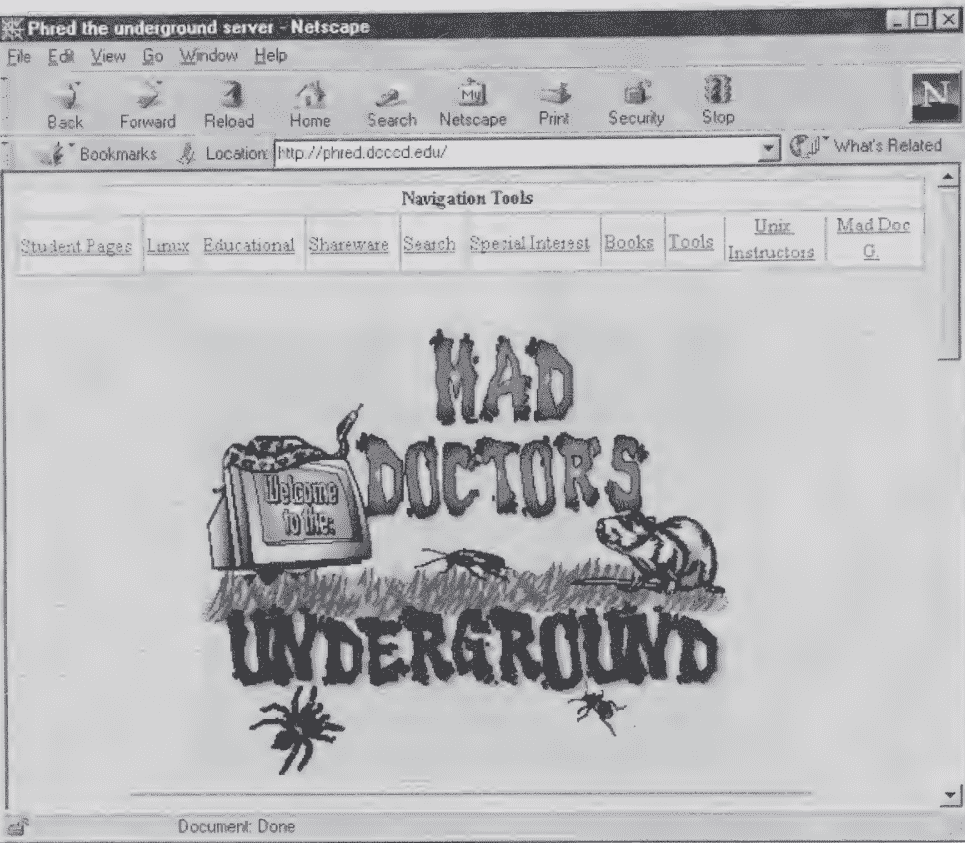 Phred the underground server - Netscape
File Edit View Go Window Help
Back Forward Reload Home Search Netscape Print Security Stop
My
N
Bookmarks Location: http://phred.dcccd.edu/ What's Related
Navigation Tools
Student Pages Linux Educational Shareware Search Special Interest Books Tools Unix Instructors Mad Doc G.
MAD
DOCTOR'S
Welcome
to the:
UNDERGROUND
Document: Done